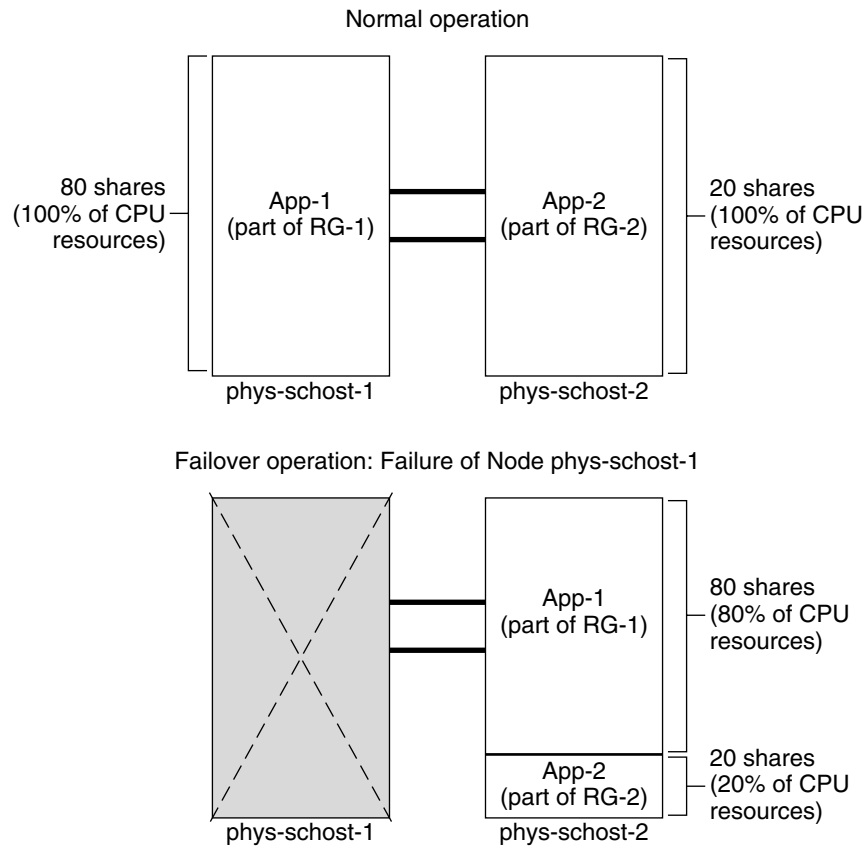 Normal operation
80 shares
(100% of CPU
resources)
App-1
(part of RG-1)
App-2
(part of RG-2)
20 shares
(100% of CPU
resources)
phys-schost-1
phys-schost-2
Failover operation: Failure of Node phys-schost-1
App-1
(part of RG-1)
80 shares
(80% of CPU
resources)
App-2
(part of RG-2)
20 shares
(20% of CPU
resources)
phys-schost-1
phys-schost-2